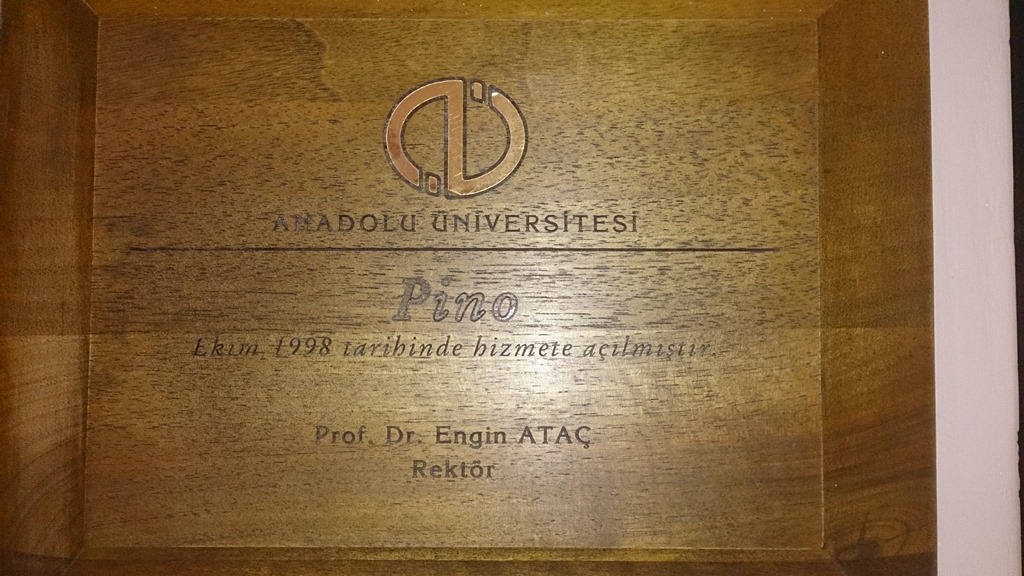 ANADOLU ÜNİVERSİTESİ
Pino
Ekim 1998 tarihinde hizmete açılmıştır.
Prof. Dr. Engin ATAÇ
Rektör